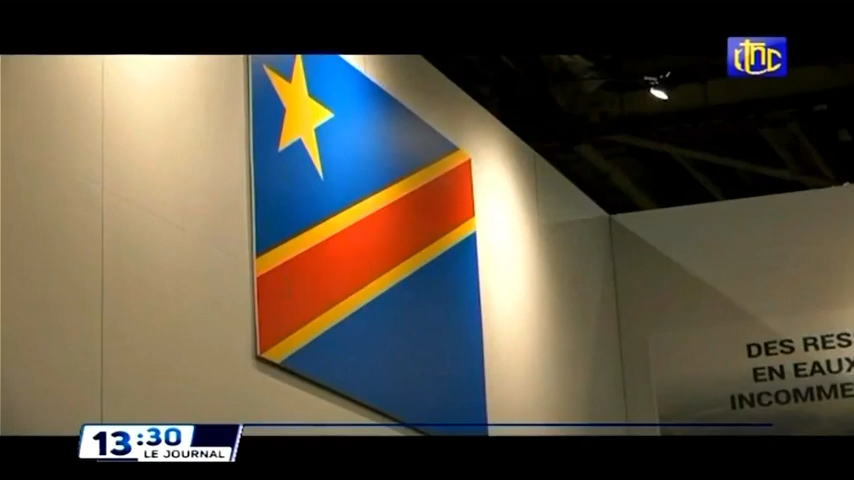 rtnc
DES RES
EN EAUX
INCOMME
13:30
LE JOURNAL